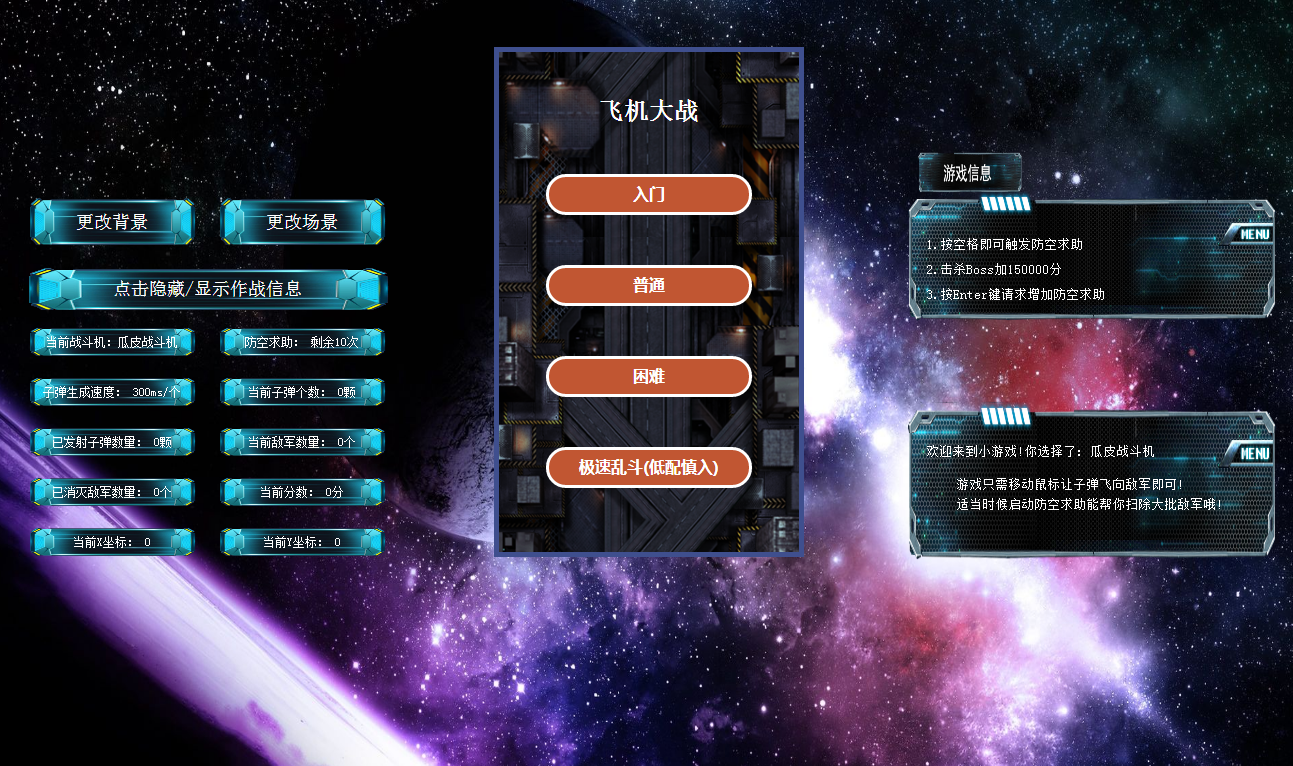 更改背景
更改场景
点击隐藏/显示作战信息
当前战斗机: 瓜皮战斗机
防空求助: 剩余10次
子弹生成速度: 300ms/个
当前子弹个数: 0颗
已发射子弹数量: 0颗
当前敌军数量: 0个
已消灭敌军数量: 0个
当前分数: 0分
当前X坐标: 0
当前Y坐标: 0
飞机大战
入门
普通
困难
极速乱斗(低配慎入)
游戏信息
MENU
1.按空格即可触发防空求助
2.击杀Boss加150000分
3.按Enter键请求增加防空求助
MENU
欢迎来到小游戏!你选择了: 瓜皮战斗机
游戏只需移动鼠标让子弹飞向敌军即可!
适当时候启动防空求助能帮你扫除大批敌军哦!